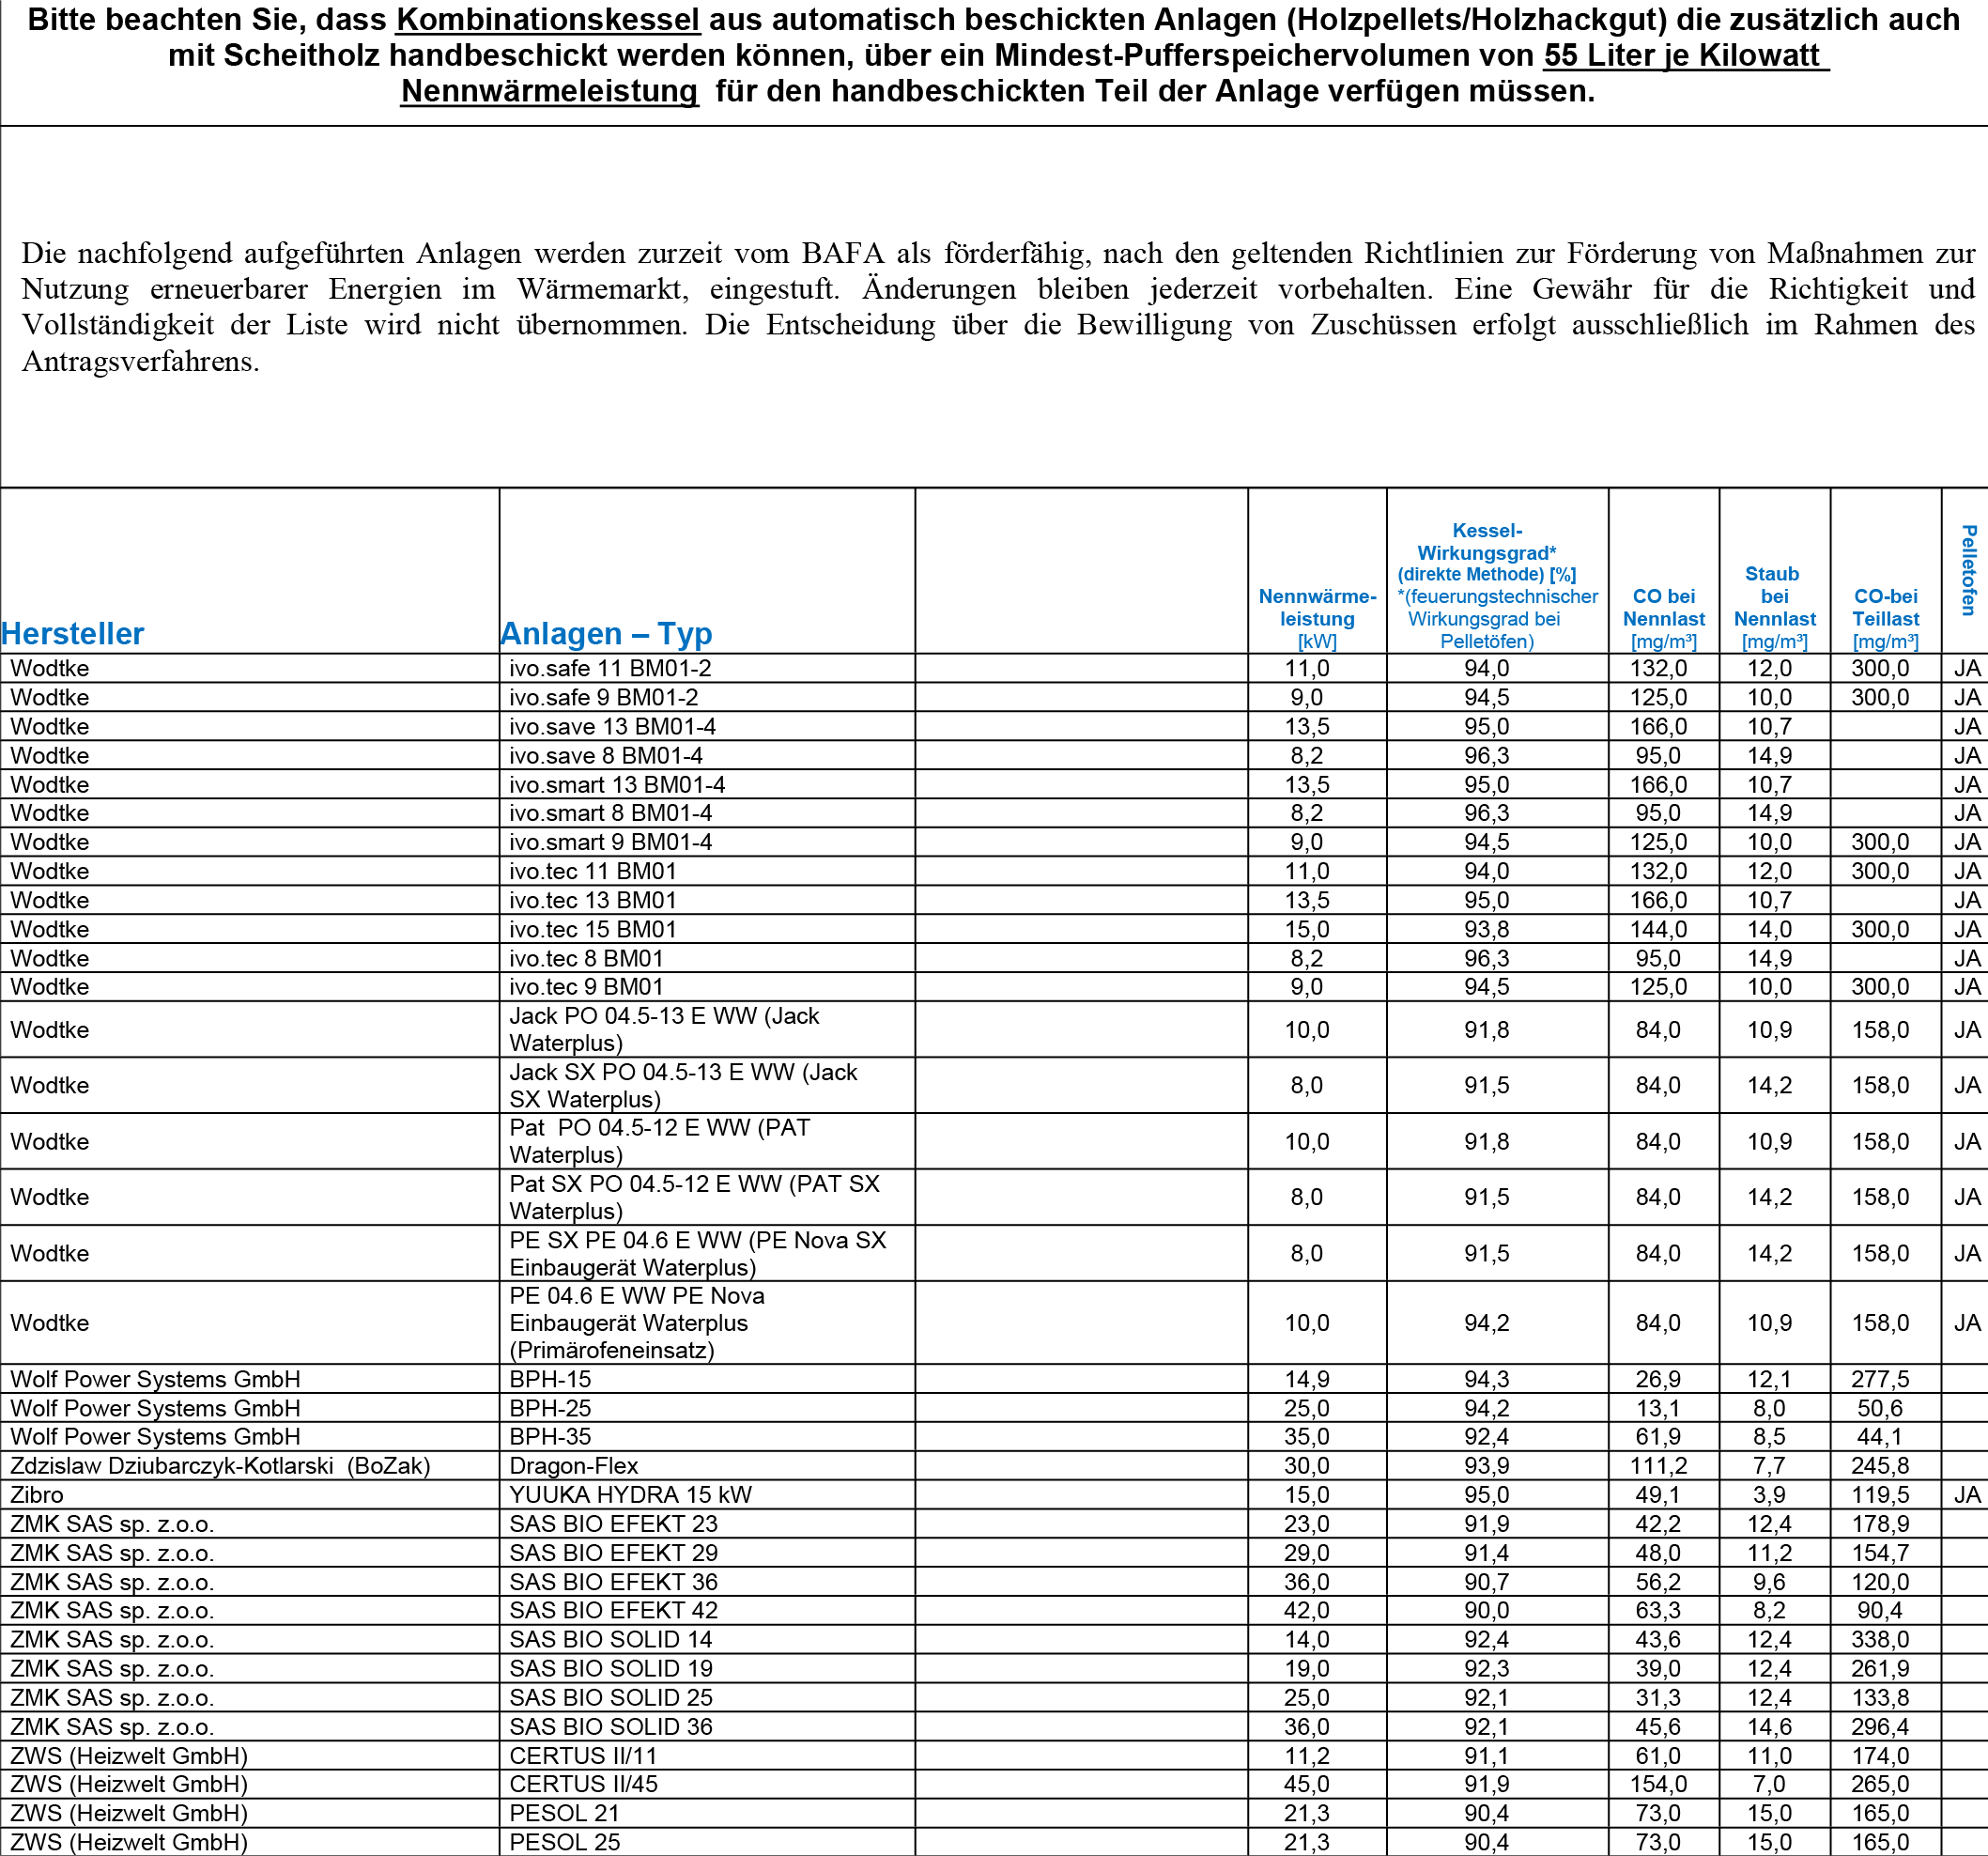 Bitte beachten Sie, dass Kombinationskessel aus automatisch beschickten Anlagen (Holzpellets/Holzhackgut) die zusätzlich auch
mit Scheitholz handbeschickt werden können, über ein Mindest-Pufferspeichervolumen von 55 Liter je Kilowatt
Nennwärmeleistung für den handbeschickten Teil der Anlage verfügen müssen.
Die nachfolgend aufgeführten Anlagen werden zurzeit vom BAFA als förderfähig, nach den geltenden Richtlinien zur Förderung von Maßnahmen zur
Nutzung erneuerbarer Energien im Wärmemarkt, eingestuft. Änderungen bleiben jederzeit vorbehalten. Eine Gewähr für die Richtigkeit und
Vollständigkeit der Liste wird nicht übernommen. Die Entscheidung über die Bewilligung von Zuschüssen erfolgt ausschließlich im Rahmen des
Antragsverfahrens.
Hersteller
Anlagen – Typ
Nennwärme-
leistung
[kW]
Kessel-
Wirkungsgrad*
(direkte Methode) [%]
*(feuerungstechnischer
Wirkungsgrad bei
Pelletöfen)
CO bei
Nennlast
[mg/m³]
Staub
bei
Nennlast
[mg/m³]
CO-bei
Teillast
[mg/m³]
Pelletofen
Wodtke ivo.safe 11 BM01-2 11,0 94,0 132,0 12,0 300,0 JA
Wodtke ivo.safe 9 BM01-2 9,0 94,5 125,0 10,0 300,0 JA
Wodtke ivo.save 13 BM01-4 13,5 95,0 166,0 10,7 JA
Wodtke ivo.save 8 BM01-4 8,2 96,3 95,0 14,9 JA
Wodtke ivo.smart 13 BM01-4 13,5 95,0 166,0 10,7 JA
Wodtke ivo.smart 8 BM01-4 8,2 96,3 95,0 14,9 JA
Wodtke ivo.smart 9 BM01-4 9,0 94,5 125,0 10,0 300,0 JA
Wodtke ivo.tec 11 BM01 11,0 94,0 132,0 12,0 300,0 JA
Wodtke ivo.tec 13 BM01 13,5 95,0 166,0 10,7 JA
Wodtke ivo.tec 15 BM01 15,0 93,8 144,0 14,0 300,0 JA
Wodtke ivo.tec 8 BM01 8,2 96,3 95,0 14,9 JA
Wodtke ivo.tec 9 BM01 9,0 94,5 125,0 10,0 300,0 JA
Jack PO 04.5-13 E WW (Jack
Wodtke 10,0 91,8 84,0 10,9 158,0 JA
Waterplus)
Jack SX PO 04.5-13 E WW (Jack
Wodtke 8,0 91,5 84,0 14,2 158,0 JA
SX Waterplus)
Pat PO 04.5-12 E WW (PAT
Wodtke 10,0 91,8 84,0 10,9 158,0 JA
Waterplus)
Pat SX PO 04.5-12 E WW (PAT SX
Wodtke 8,0 91,5 84,0 14,2 158,0 JA
Waterplus)
PE SX PE 04.6 E WW (PE Nova SX
Wodtke 8,0 91,5 84,0 14,2 158,0 JA
Einbaugerät Waterplus)
PE 04.6 E WW PE Nova
Wodtke Einbaugerät Waterplus 10,0 94,2 84,0 10,9 158,0 JA
(Primärofeneinsatz)
Wolf Power Systems GmbH BPH-15 14,9 94,3 26,9 12,1 277,5
Wolf Power Systems GmbH BPH-25 25,0 94,2 13,1 8,0 50,6
Wolf Power Systems GmbH BPH-35 35,0 92,4 61,9 8,5 44,1
Zdzislaw Dziubarczyk-Kotlarski (BoZak) Dragon-Flex 30,0 93,9 111,2 7,7 245,8
Zibro YUUKA HYDRA 15 kW 15,0 95,0 49,1 3,9 119,5 JA
ZMK SAS sp. z.o.o. SAS BIO EFEKT 23 23,0 91,9 42,2 12,4 178,9
ZMK SAS sp. z.o.o. SAS BIO EFEKT 29 29,0 91,4 48,0 11,2 154,7
ZMK SAS sp. z.o.o. SAS BIO EFEKT 36 36,0 90,7 56,2 9,6 120,0
ZMK SAS sp. z.o.o. SAS BIO EFEKT 42 42,0 90,0 63,3 8,2 90,4
ZMK SAS sp. z.o.o. SAS BIO SOLID 14 14,0 92,4 43,6 12,4 338,0
ZMK SAS sp. z.o.o. SAS BIO SOLID 19 19,0 92,3 39,0 12,4 261,9
ZMK SAS sp. z.o.o. SAS BIO SOLID 25 25,0 92,1 31,3 12,4 133,8
ZMK SAS sp. z.o.o. SAS BIO SOLID 36 36,0 92,1 45,6 14,6 296,4
ZWS (Heizwelt GmbH) CERTUS II/11 11,2 91,1 61,0 11,0 174,0
ZWS (Heizwelt GmbH) CERTUS II/45 45,0 91,9 154,0 7,0 265,0
ZWS (Heizwelt GmbH) PESOL 21 21,3 90,4 73,0 15,0 165,0
ZWS (Heizwelt GmbH) PESOL 25 21,3 90,4 73,0 15,0 165,0